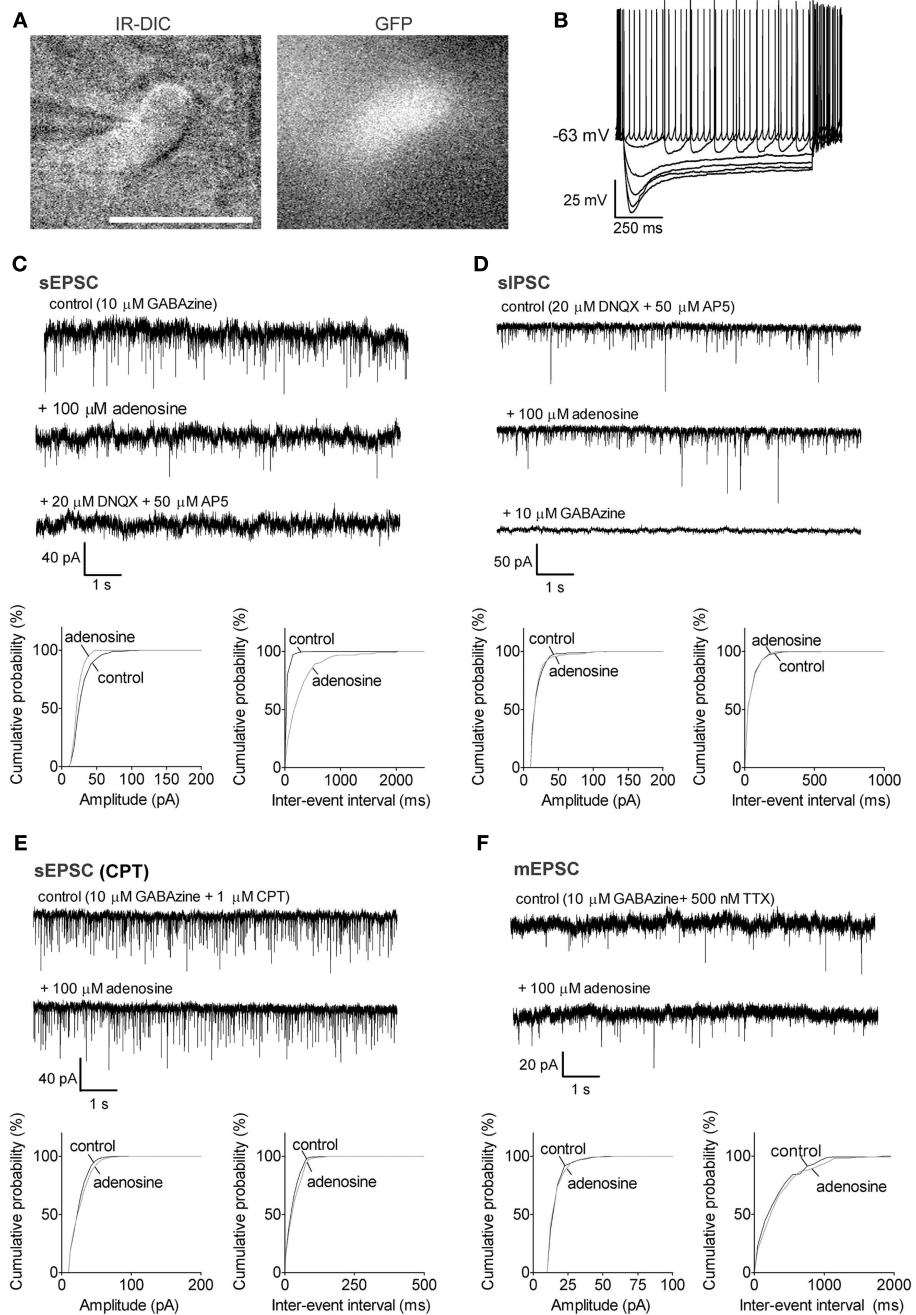 A
IR-DIC
GFP
B
-63 mV
25 mV
250 ms
C
sEPSC
control (10 μM GABAzine)
+ 100 μM adenosine
+ 20 μM DNQX + 50 μM AP5
40 pA
1 s
Cumulative probability (%)
100
50
0
adenosine
control
0 50 100 150 200
Amplitude (pA)
Cumulative probability (%)
100
50
0
control
adenosine
0 1000 2000
Inter-event interval (ms)
D
sIPSC
control (20 μM DNQX + 50 μM AP5)
+ 100 μM adenosine
+ 10 μM GABAzine
50 pA
1 s
Cumulative probability (%)
100
50
0
control
adenosine
0 50 100 150 200
Amplitude (pA)
Cumulative probability (%)
100
50
0
adenosine
control
0 500 1000
Inter-event interval (ms)
E
sEPSC (CPT)
control (10 μM GABAzine + 1 μM CPT)
+ 100 μM adenosine
40 pA
1 s
Cumulative probability (%)
100
50
0
control
adenosine
0 50 100 150 200
Amplitude (pA)
Cumulative probability (%)
100
50
0
control
adenosine
0 250 500
Inter-event interval (ms)
F
mEPSC
control (10 μM GABAzine+ 500 nM TTX)
+ 100 μM adenosine
20 pA
1 s
Cumulative probability (%)
100
50
0
control
adenosine
0 25 50 75 100
Amplitude (pA)
Cumulative probability (%)
100
50
0
control
adenosine
0 1000 2000
Inter-event interval (ms)